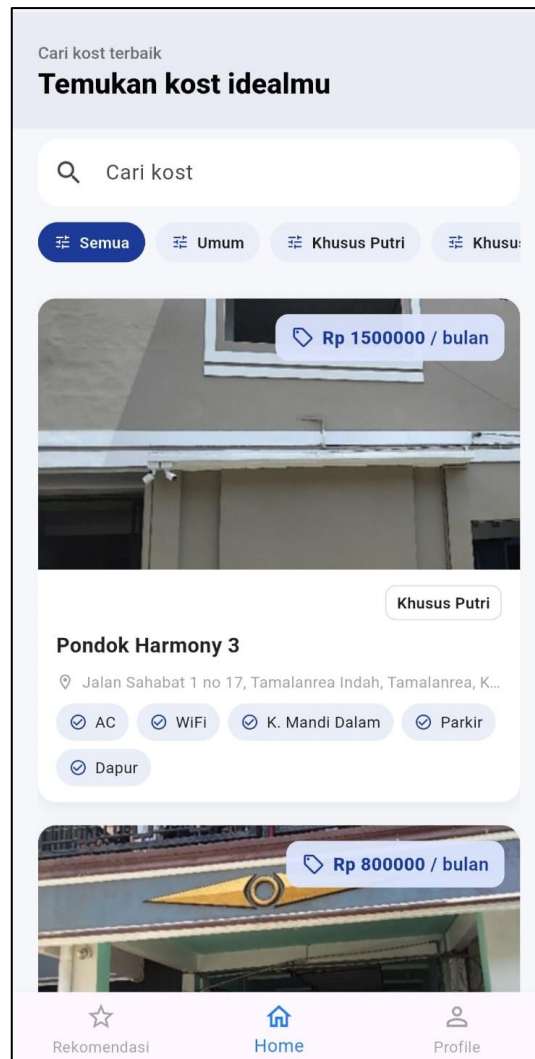 Cari kost terbaik
Temukan kost idealmu
Cari kost
Semua Umum Khusus Putri Khusu
Rp 1500000 / bulan
Khusus Putri
Pondok Harmony 3
Jalan Sahabat 1 no 17, Tamalanrea Indah, Tamalanrea, K...
AC WiFi K. Mandi Dalam Parkir
Dapur
Rp 800000 / bulan
Rekomendasi Home Profile